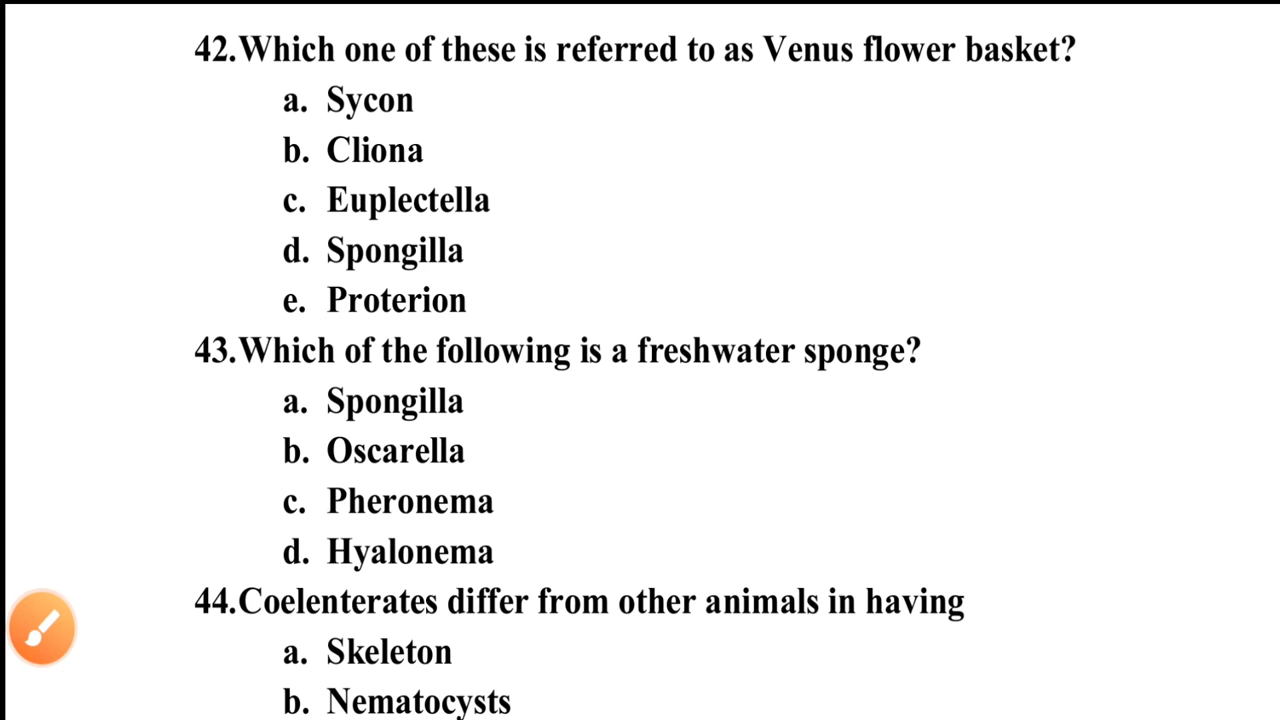 42.Which one of these is referred to as Venus flower basket?
a. Sycon
b. Cliona
c. Euplectella
d. Spongilla
e. Proterion
43.Which of the following is a freshwater sponge?
a. Spongilla
b. Oscarella
c. Pheronema
d. Hyalonema
44.Coelenterates differ from other animals in having
a. Skeleton
b. Nematocysts